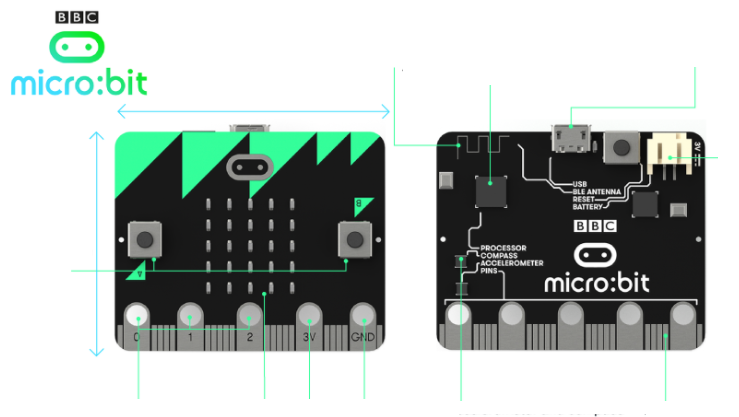 BBC
micro:bit
B
A
0 1 2 3V GND
3V
USB
BLE ANTENNA
RESET
BATTERY
BBC
PROCESSOR
COMPASS
ACCELEROMETER
PINS
micro:bit